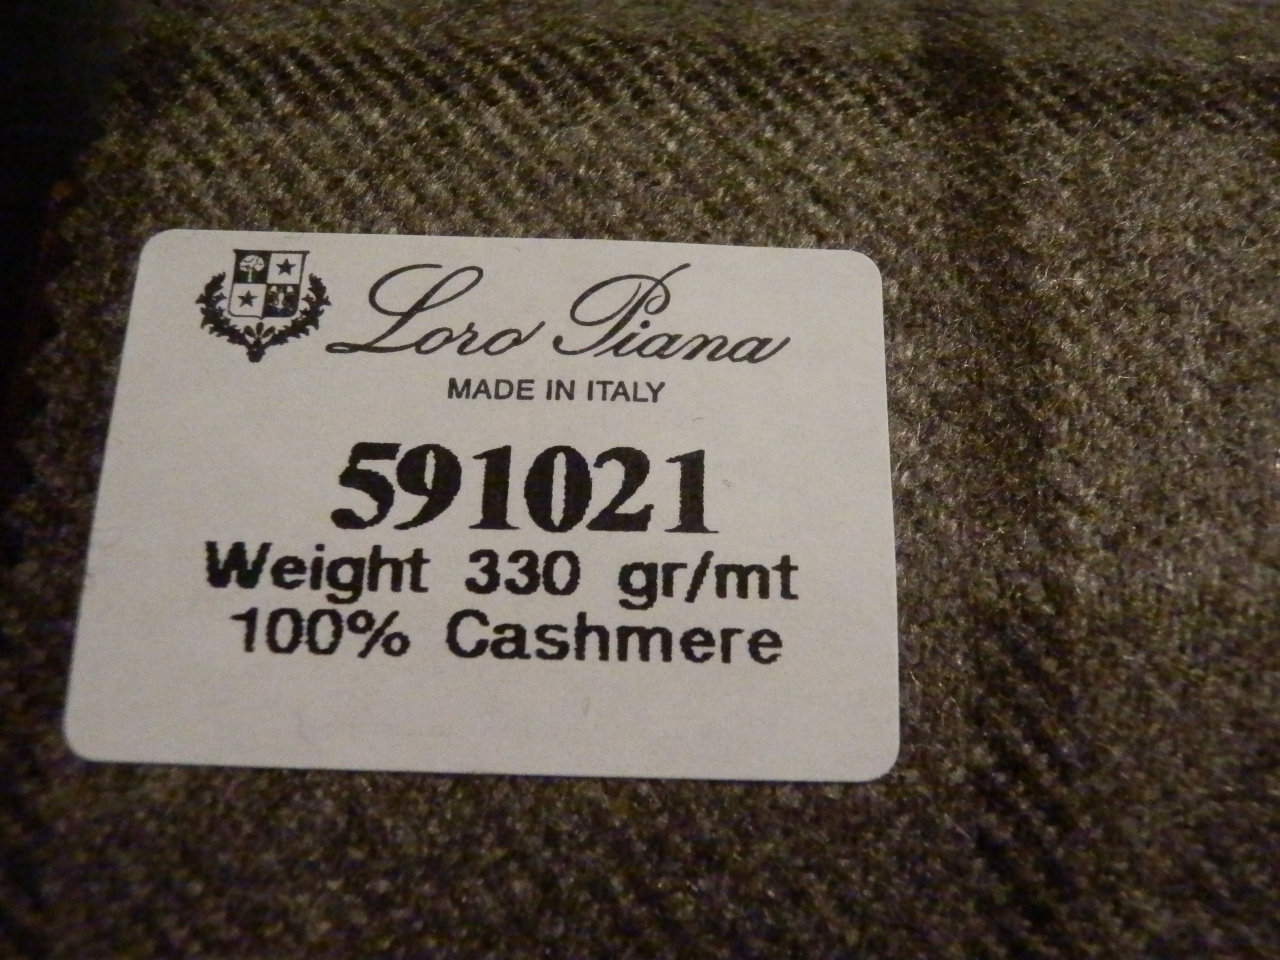 Loro Piana
MADE IN ITALY
591021
Weight 330 gr/mt
100% Cashmere